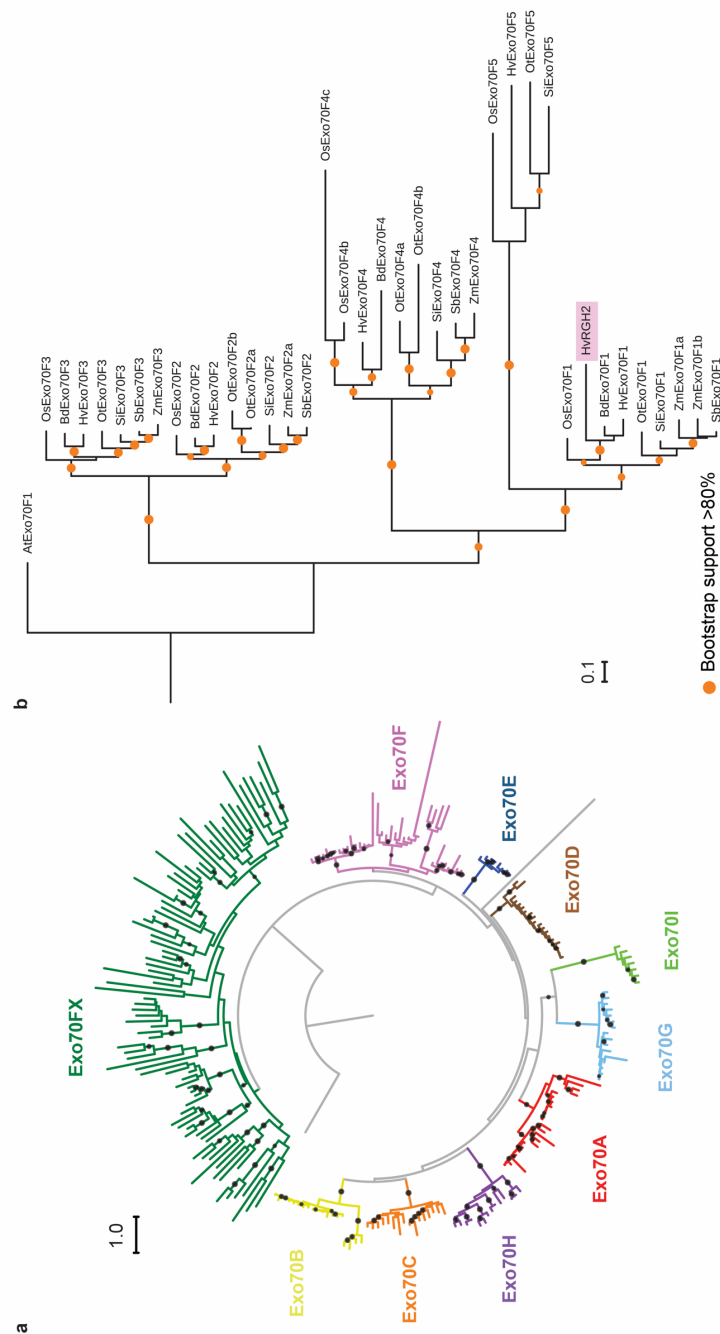 a
1.0
Exo70FX
Exo70F
Exo70E
Exo70D
Exo70I
Exo70G
Exo70A
Exo70H
Exo70C
Exo70B
b
AtExo70F1
OsExo70F3
BdExo70F3
HvExo70F3
OtExo70F3
SiExo70F3
SbExo70F3
ZmExo70F3
OsExo70F2
BdExo70F2
HvExo70F2
OtExo70F2b
OtExo70F2a
SiExo70F2
ZmExo70F2a
SbExo70F2
OsExo70F4c
OsExo70F4b
HvExo70F4
BdExo70F4
OtExo70F4a
OtExo70F4b
SiExo70F4
SbExo70F4
ZmExo70F4
OsExo70F5
HvExo70F5
OtExo70F5
SiExo70F5
OsExo70F1
HvRGH2
BdExo70F1
HvExo70F1
OtExo70F1
SiExo70F1
ZmExo70F1a
ZmExo70F1b
SbExo70F1
0.1
Bootstrap support >80%